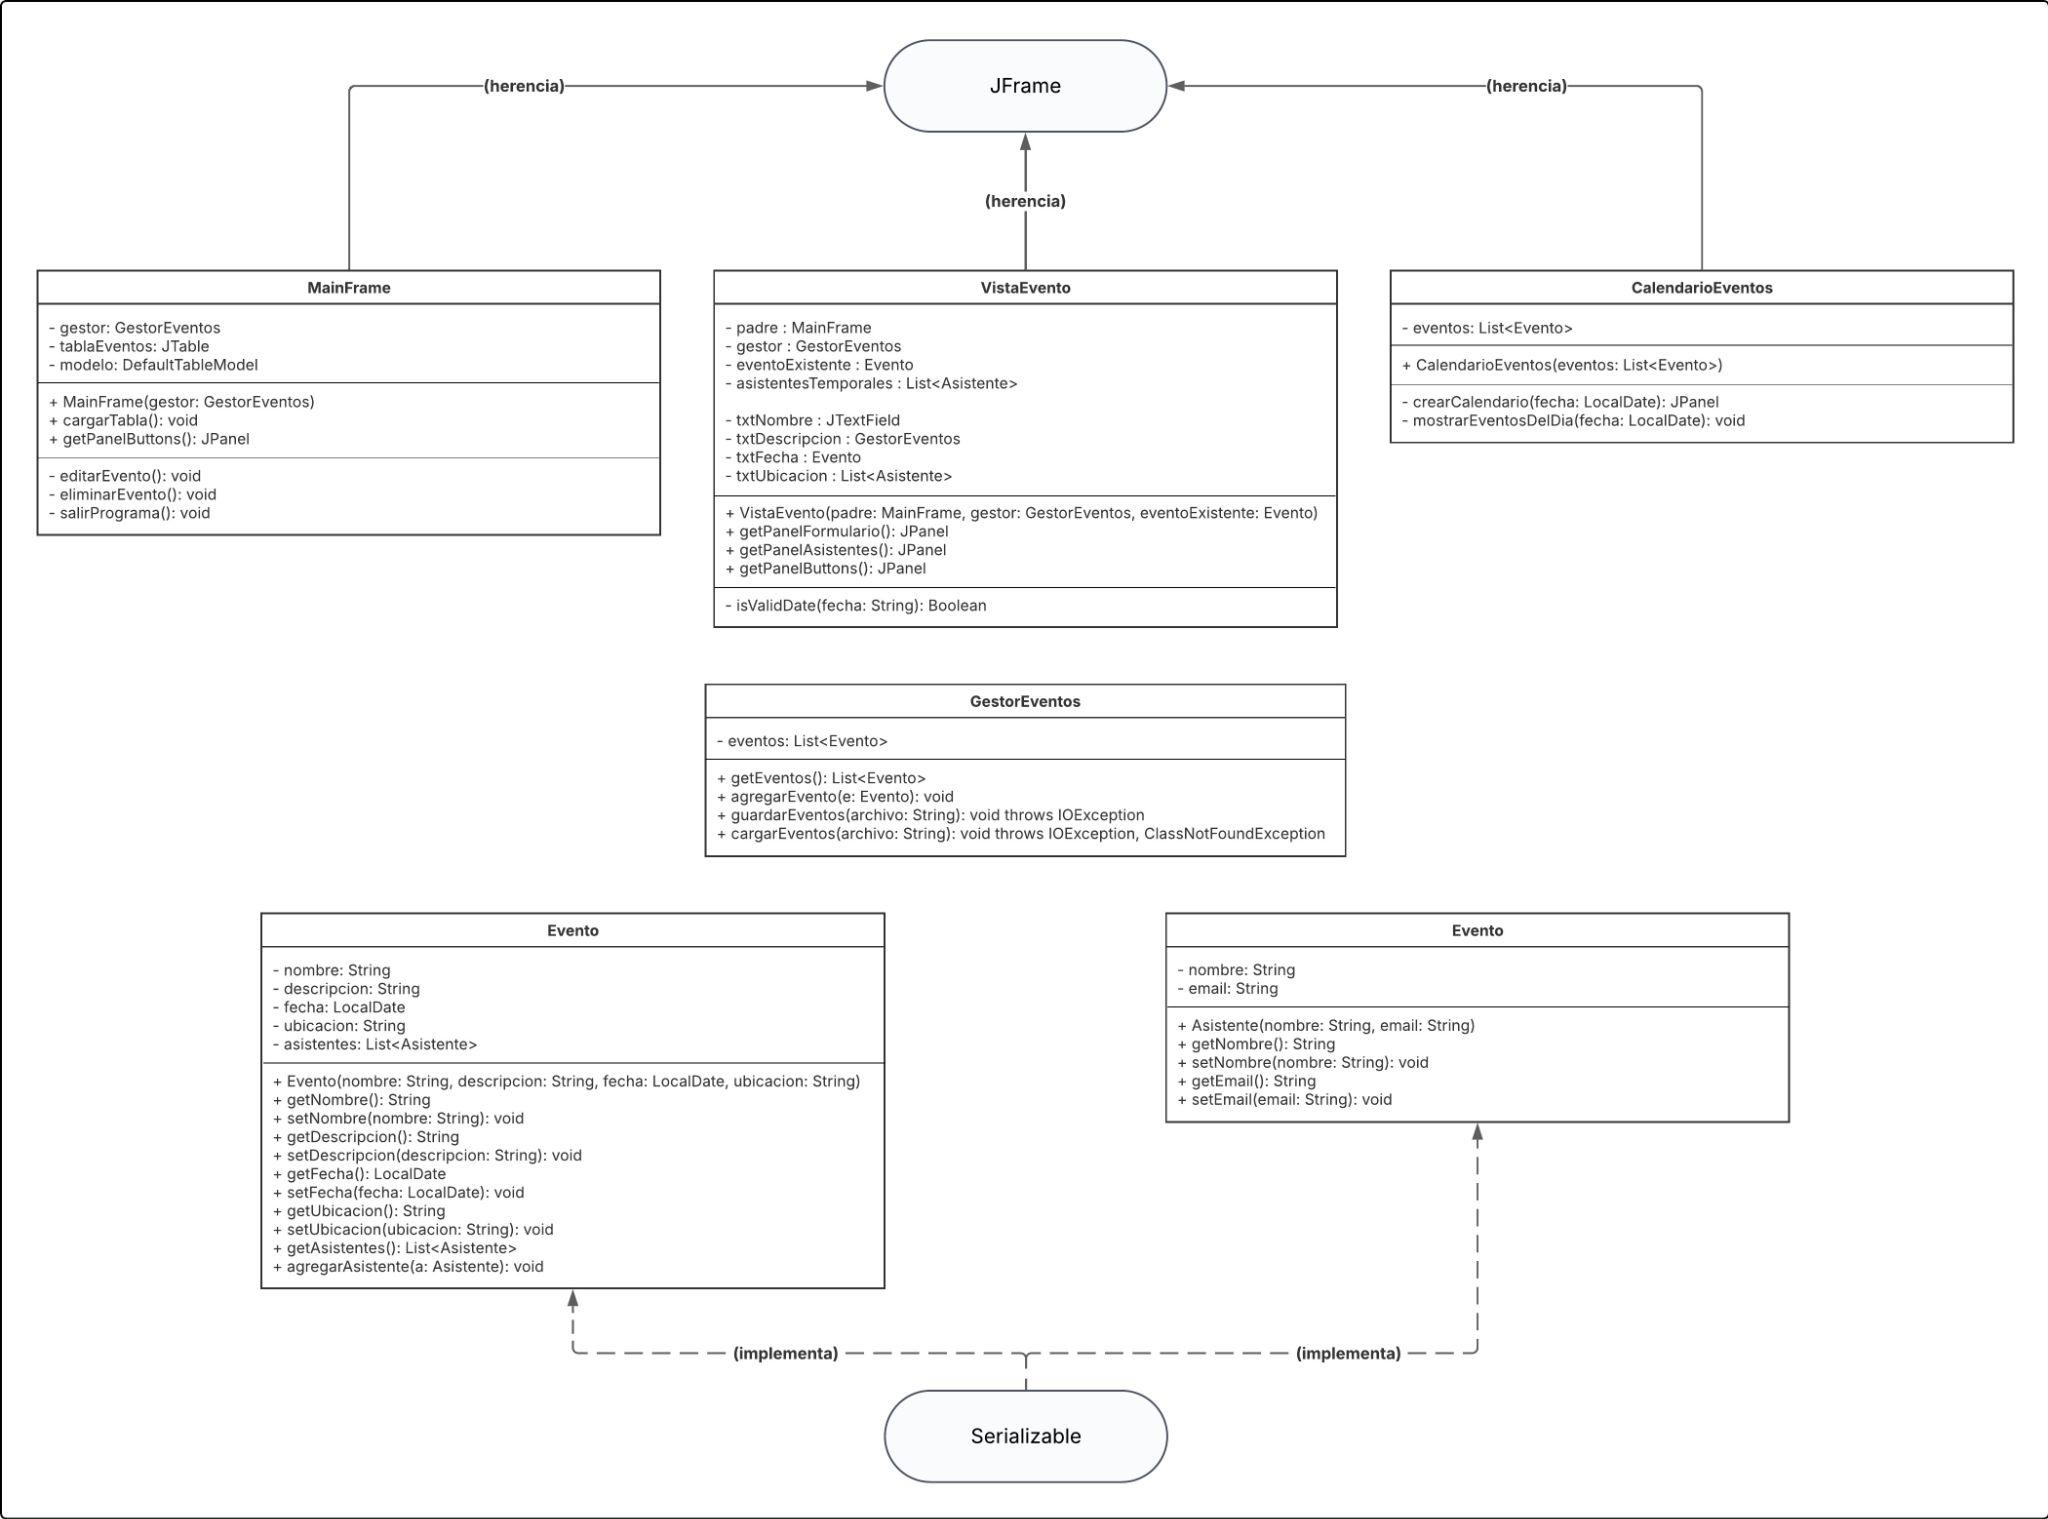 JFrame
(herencia)
(herencia)
(herencia)
MainFrame
- gestor: GestorEventos
- tablaEventos: JTable
- modelo: DefaultTableModel
+ MainFrame(gestor: GestorEventos)
+ cargarTabla(): void
+ getPanelButtons(): JPanel
- editarEvento(): void
- eliminarEvento(): void
- salirPrograma(): void
VistaEvento
- padre : MainFrame
- gestor : GestorEventos
- eventoExistente : Evento
- asistentesTemporales : List<Asistente>
- txtNombre : JTextField
- txtDescripcion : GestorEventos
- txtFecha : Evento
- txtUbicacion : List<Asistente>
+ VistaEvento(padre: MainFrame, gestor: GestorEventos, eventoExistente: Evento)
+ getPanelFormulario(): JPanel
+ getPanelAsistentes(): JPanel
+ getPanelButtons(): JPanel
- isValidDate(fecha: String): Boolean
CalendarioEventos
- eventos: List<Evento>
+ CalendarioEventos(eventos: List<Evento>)
- crearCalendario(fecha: LocalDate): JPanel
- mostrarEventosDelDia(fecha: LocalDate): void
GestorEventos
- eventos: List<Evento>
+ getEventos(): List<Evento>
+ agregarEvento(e: Evento): void
+ guardarEventos(archivo: String): void throws IOException
+ cargarEventos(archivo: String): void throws IOException, ClassNotFoundException
Evento
- nombre: String
- descripcion: String
- fecha: LocalDate
- ubicacion: String
- asistentes: List<Asistente>
+ Evento(nombre: String, descripcion: String, fecha: LocalDate, ubicacion: String)
+ getNombre(): String
+ setNombre(nombre: String): void
+ getDescripcion(): String
+ setDescripcion(descripcion: String): void
+ getFecha(): LocalDate
+ setFecha(fecha: LocalDate): void
+ getUbicacion(): String
+ setUbicacion(ubicacion: String): void
+ getAsistentes(): List<Asistente>
+ agregarAsistente(a: Asistente): void
Evento
- nombre: String
- email: String
+ Asistente(nombre: String, email: String)
+ getNombre(): String
+ setNombre(nombre: String): void
+ getEmail(): String
+ setEmail(email: String): void
(implementa)
(implementa)
Serializable